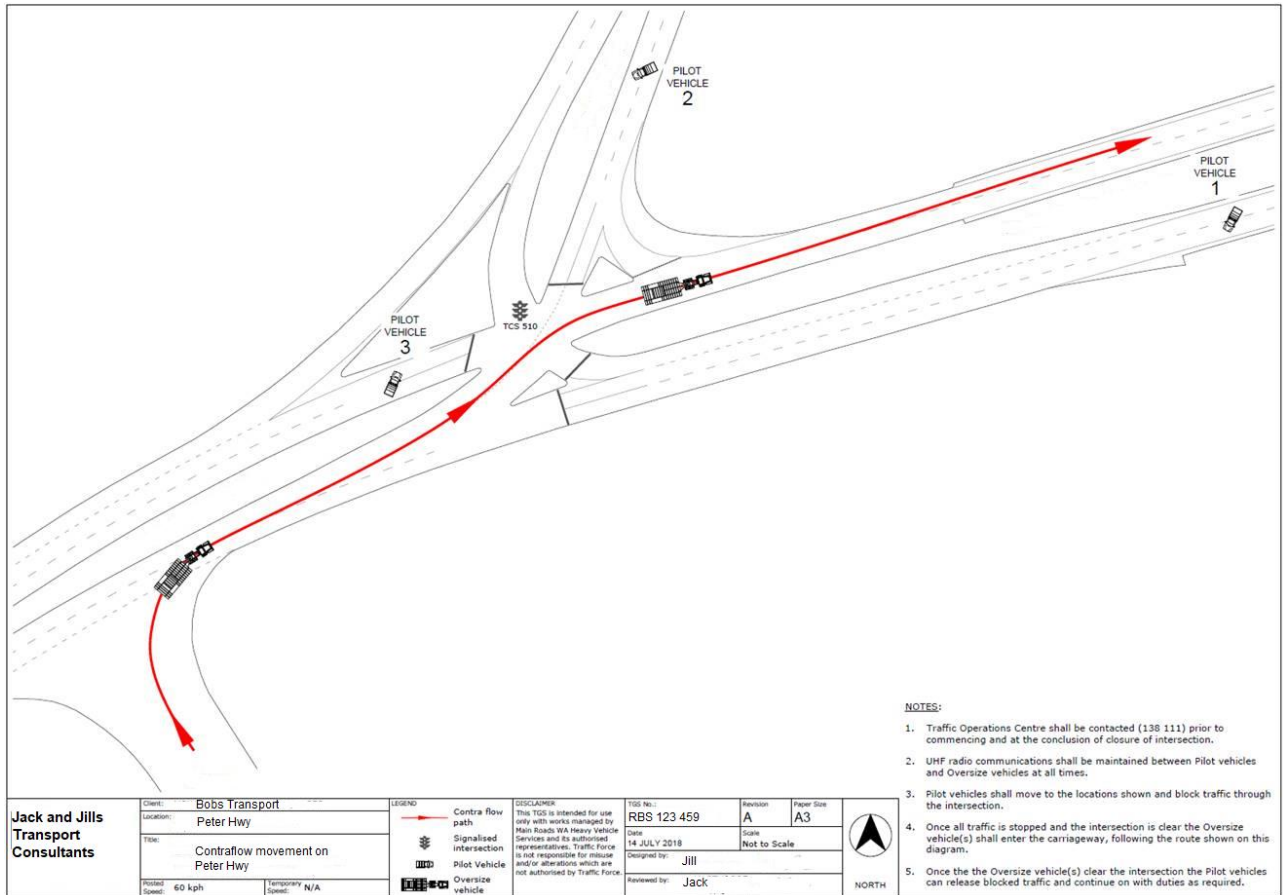 PILOT
VEHICLE
2
PILOT
VEHICLE
1
TCS 510
PILOT
VEHICLE
3
NOTES:
1. Traffic Operations Centre shall be contacted (138 111) prior to
commencing and at the conclusion of closure of intersection.
2. UHF radio communications shall be maintained between Pilot vehicles
and Oversize vehicles at all times.
3. Pilot vehicles shall move to the locations shown and block traffic through
the intersection.
4. Once all traffic is stopped and the intersection is clear the Oversize
vehicle(s) shall enter the carriageway, following the route shown on this
diagram.
5. Once the the Oversize vehicle(s) clear the intersection the Pilot vehicles
can release blocked traffic and continue on with duties as required.
Jack and Jills
Transport
Consultants
Client: Bobs Transport
Location: Peter Hwy
Title:
Contraflow movement on
Peter Hwy
Posted Speed: 60 kph
Temporary Speed: N/A
LEGEND
Contra flow
path
Signalised
intersection
Pilot Vehicle
Oversize
vehicle
DISCLAIMER
This TGS is intended for use
only with works managed by
Main Roads WA Heavy Vehicle
Services and its authorised
representatives. Traffic Force
is not responsible for misuse
and/or alterations which are
not authorised by Traffic Force.
TGS No.:
RBS 123 459
Revision
A
Paper Size
A3
Date
14 JULY 2018
Scale
Not to Scale
Designed by: Jill
Reviewed by: Jack
NORTH